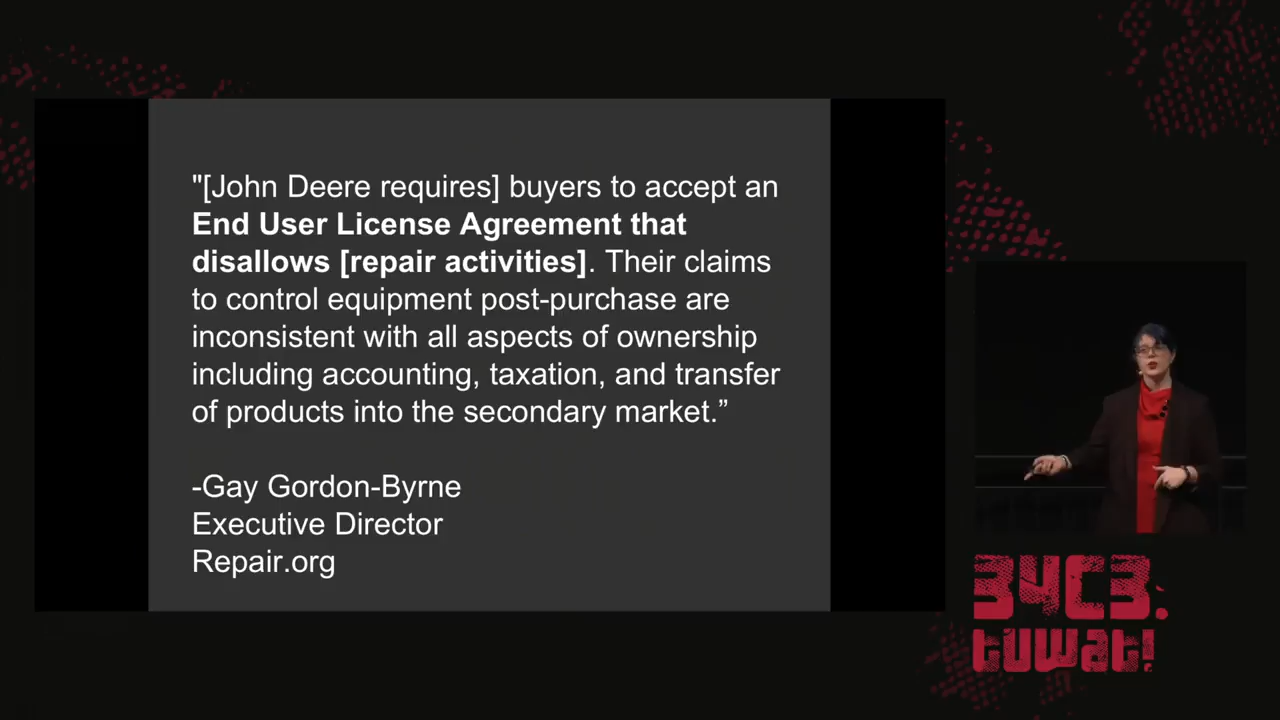 "[John Deere requires] buyers to accept an
End User License Agreement that
disallows [repair activities]. Their claims
to control equipment post-purchase are
inconsistent with all aspects of ownership
including accounting, taxation, and transfer
of products into the secondary market.”
-Gay Gordon-Byrne
Executive Director
Repair.org
34C3.
tuwat!